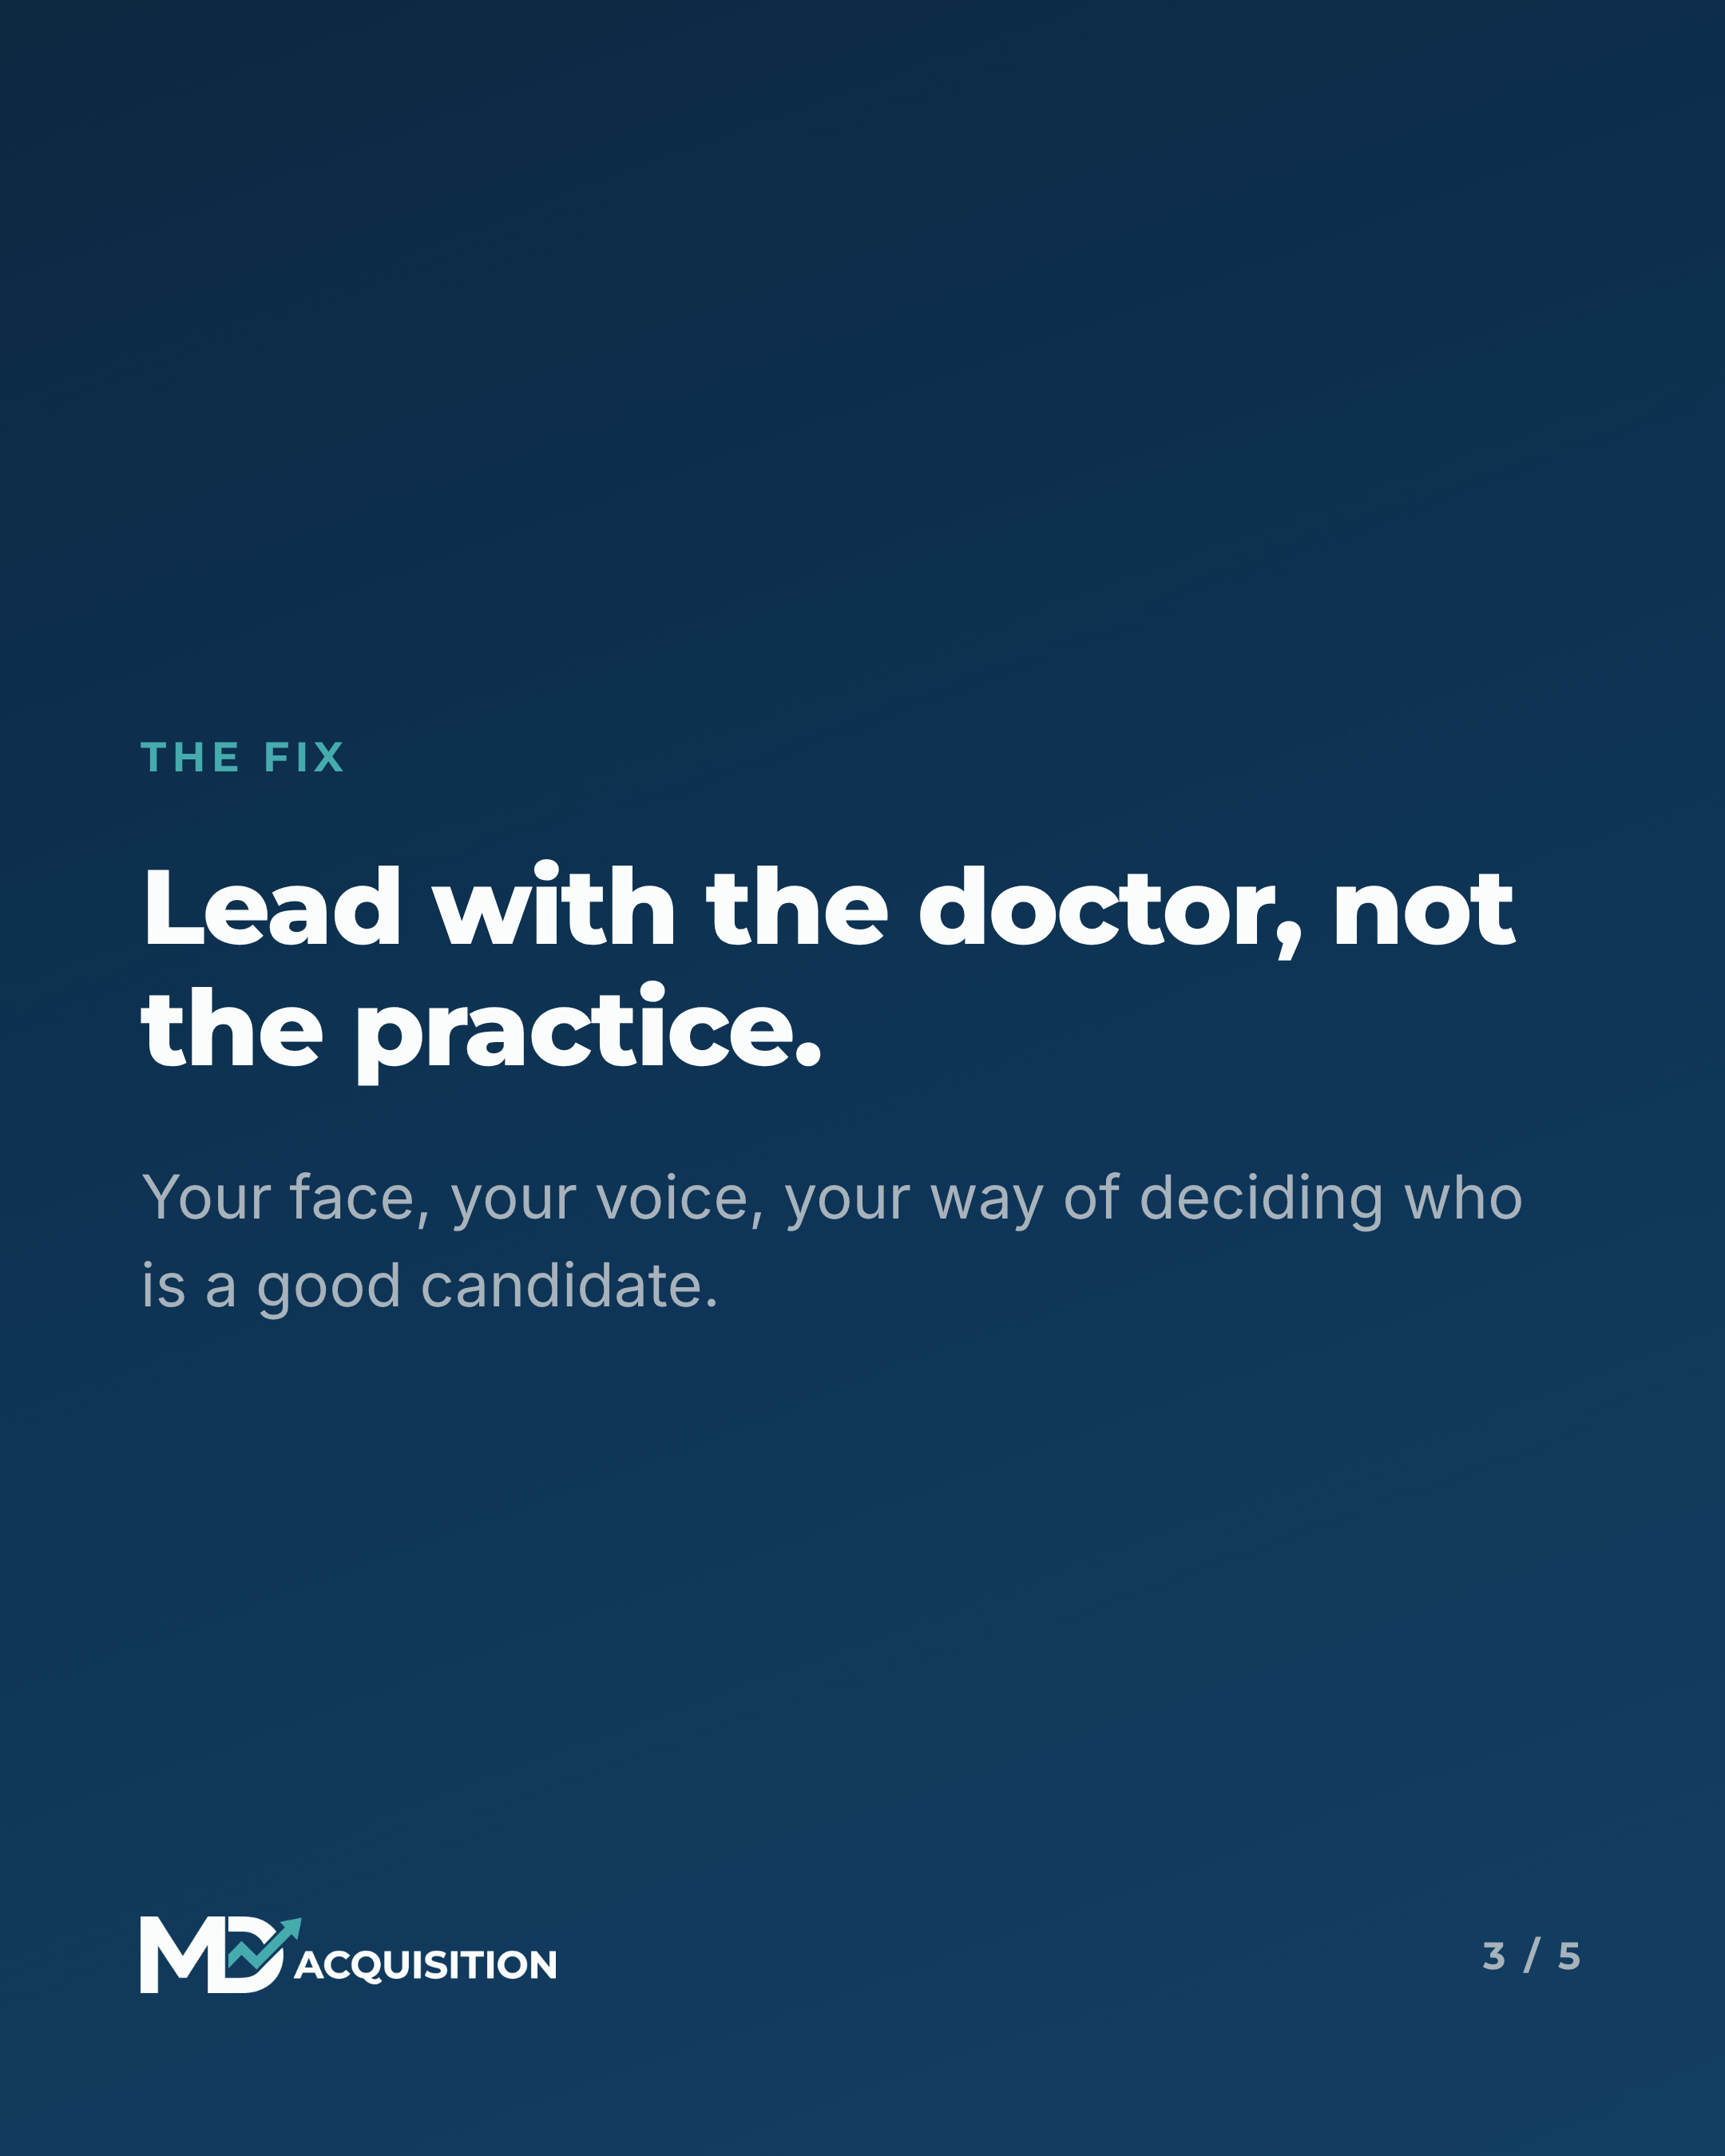 THE FIX
Lead with the doctor, not
the practice.
Your face, your voice, your way of deciding who
is a good candidate.
MD ACQUISITION
3 / 5